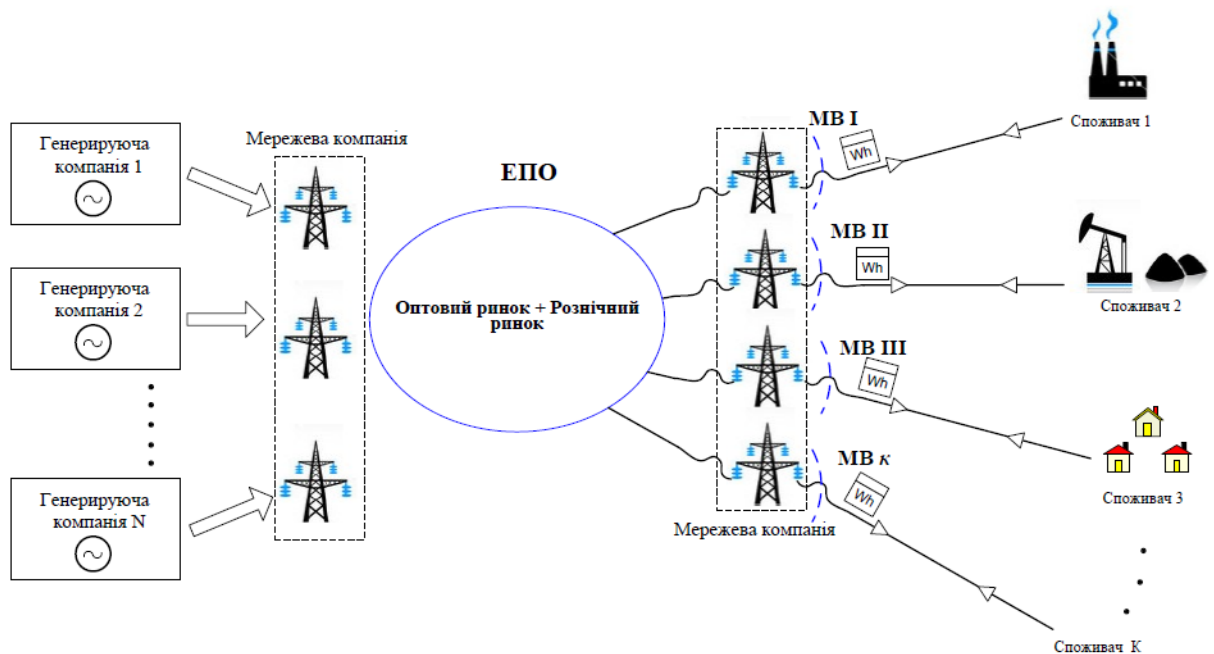 Генерируюча
компанія 1
Мережева компанія
Генерируюча
компанія 2
Генерируюча
компанія N
ЕПО
Оптовий ринок + Рознічний
ринок
МВ I
Wh
МВ II
Wh
МВ III
Wh
МВ к
Wh
Мережева компанія
Споживач 1
Споживач 2
Споживач 3
Споживач К